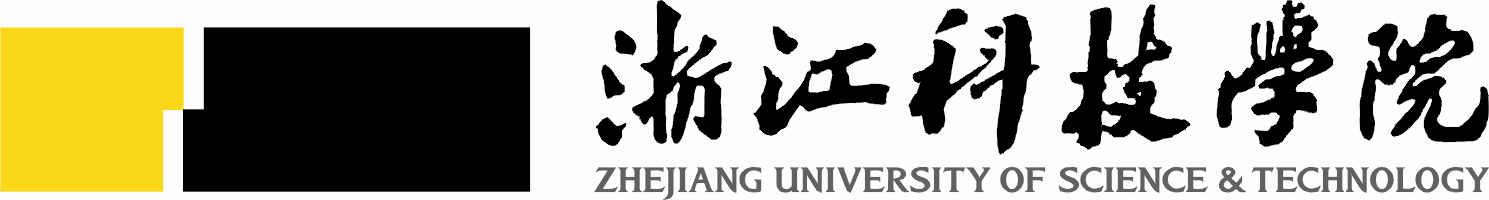 浙江科技學院
ZHEJIANG UNIVERSITY OF SCIENCE & TECHNOLOGY